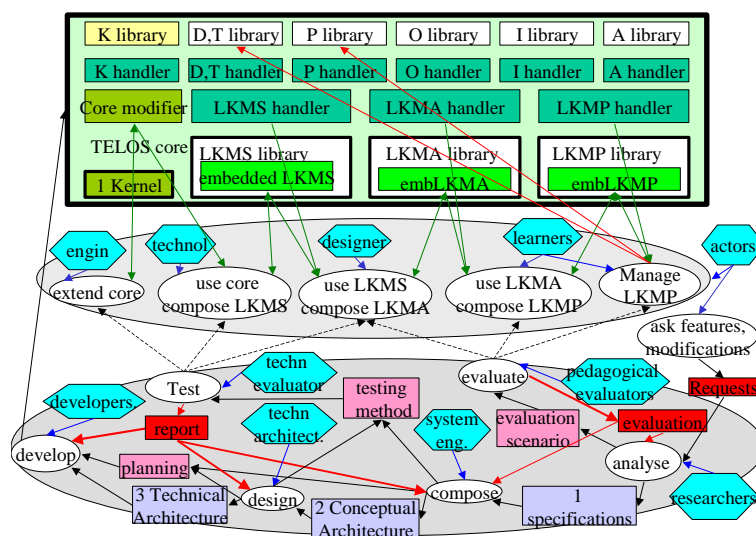 K library
D,T library
P library
O library
I library
A library
K handler
D,T handler
P handler
O handler
I handler
A handler
Core modifier
LKMS handler
LKMA handler
LKMP handler
TELOS core
LKMS library
embedded LKMS
LKMA library
embLKMA
LKMP library
embLKMP
1 Kernel
engin
technol
designer
learners
actors
extend core
use core
compose LKMS
use LKMS
compose LKMA
use LKMA
compose LKMP
Manage
LKMP
ask features,
modifications
Test
techn
evaluator
evaluate
pedagogical
evaluators
Requests
developers.
report
techn
architect.
testing
method
system
eng.
evaluation
scenario
evaluation
develop
planning
analyse
3 Technical
Architecture
design
2 Conceptual
Architecture
compose
1
specifications
researchers